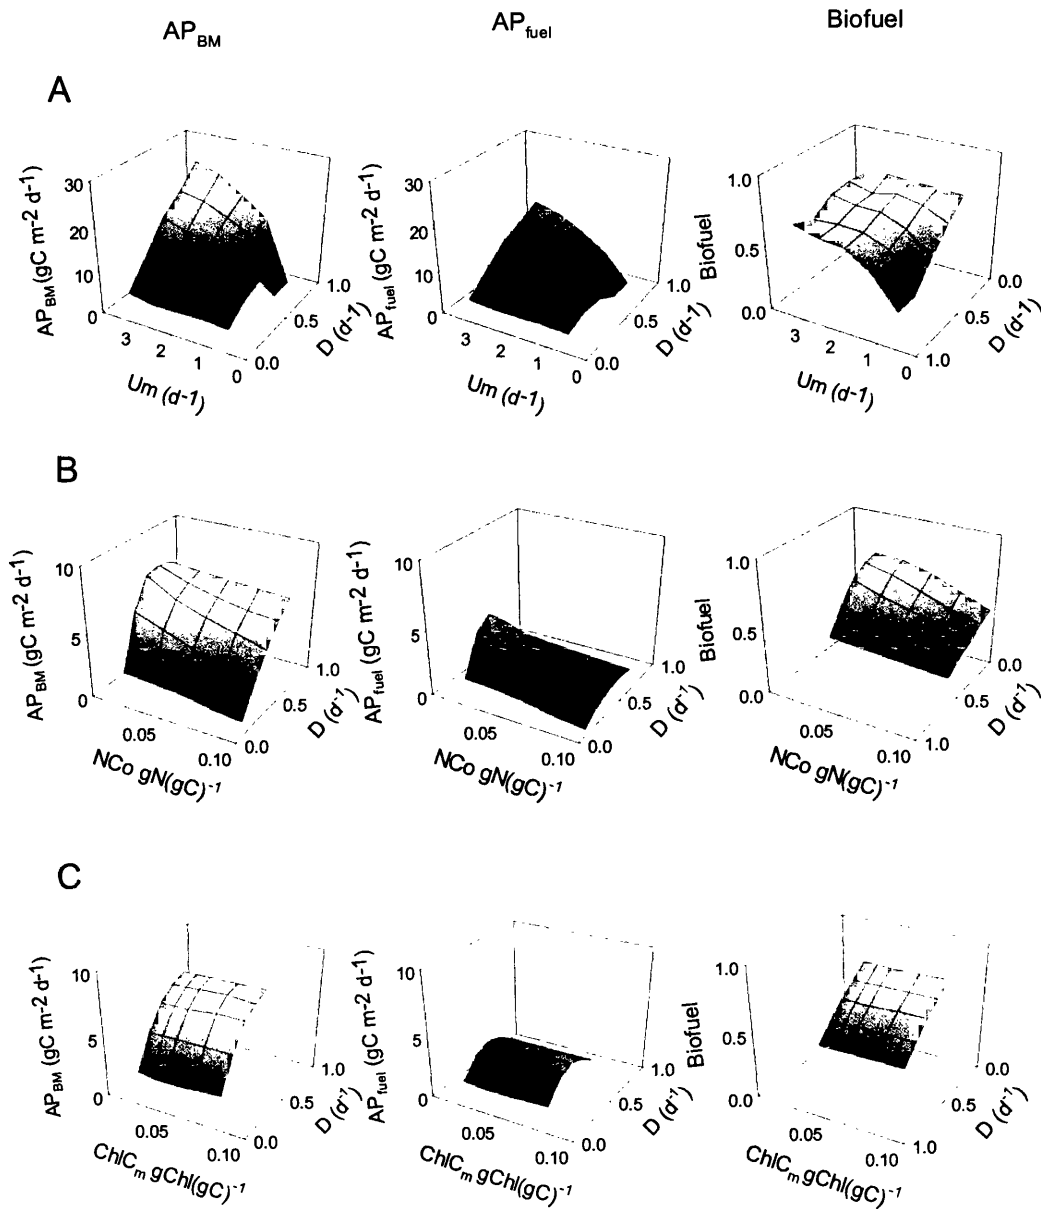 AP_BM AP_fuel Biofuel
A
AP_BM (gC m-2 d-1) 30 20 10 0 3 2 1 0 Um (d-1) 0.0 0.5 1.0 D (d-1)
AP_fuel (gC m-2 d-1) 30 20 10 0 3 2 1 0 Um (d-1) 0.0 0.5 1.0 D (d-1)
Biofuel 1.0 0.5 0.0 3 2 1 0 Um (d-1) 1.0 0.5 0.0 D (d-1)
B
AP_BM (gC m-2 d-1) 10 5 0 0.05 0.10 NCo gN(gC)⁻¹ 0.0 0.5 1.0 D (d⁻¹)
AP_fuel (gC m-2 d-1) 10 5 0 0.05 0.10 NCo gN(gC)⁻¹ 0.0 0.5 1.0 D (d⁻¹)
Biofuel 1.0 0.5 0.0 0.05 0.10 NCo gN(gC)⁻¹ 1.0 0.5 0.0 D (d⁻¹)
C
AP_BM (gC m-2 d-1) 10 5 0 0.05 0.10 ChlC_m gChl(gC)⁻¹ 0.0 0.5 1.0 D (d⁻¹)
AP_fuel (gC m-2 d-1) 10 5 0 0.05 0.10 ChlC_m gChl(gC)⁻¹ 0.0 0.5 1.0 D (d⁻¹)
Biofuel 1.0 0.5 0.0 0.05 0.10 ChlC_m gChl(gC)⁻¹ 1.0 0.5 0.0 D (d⁻¹)